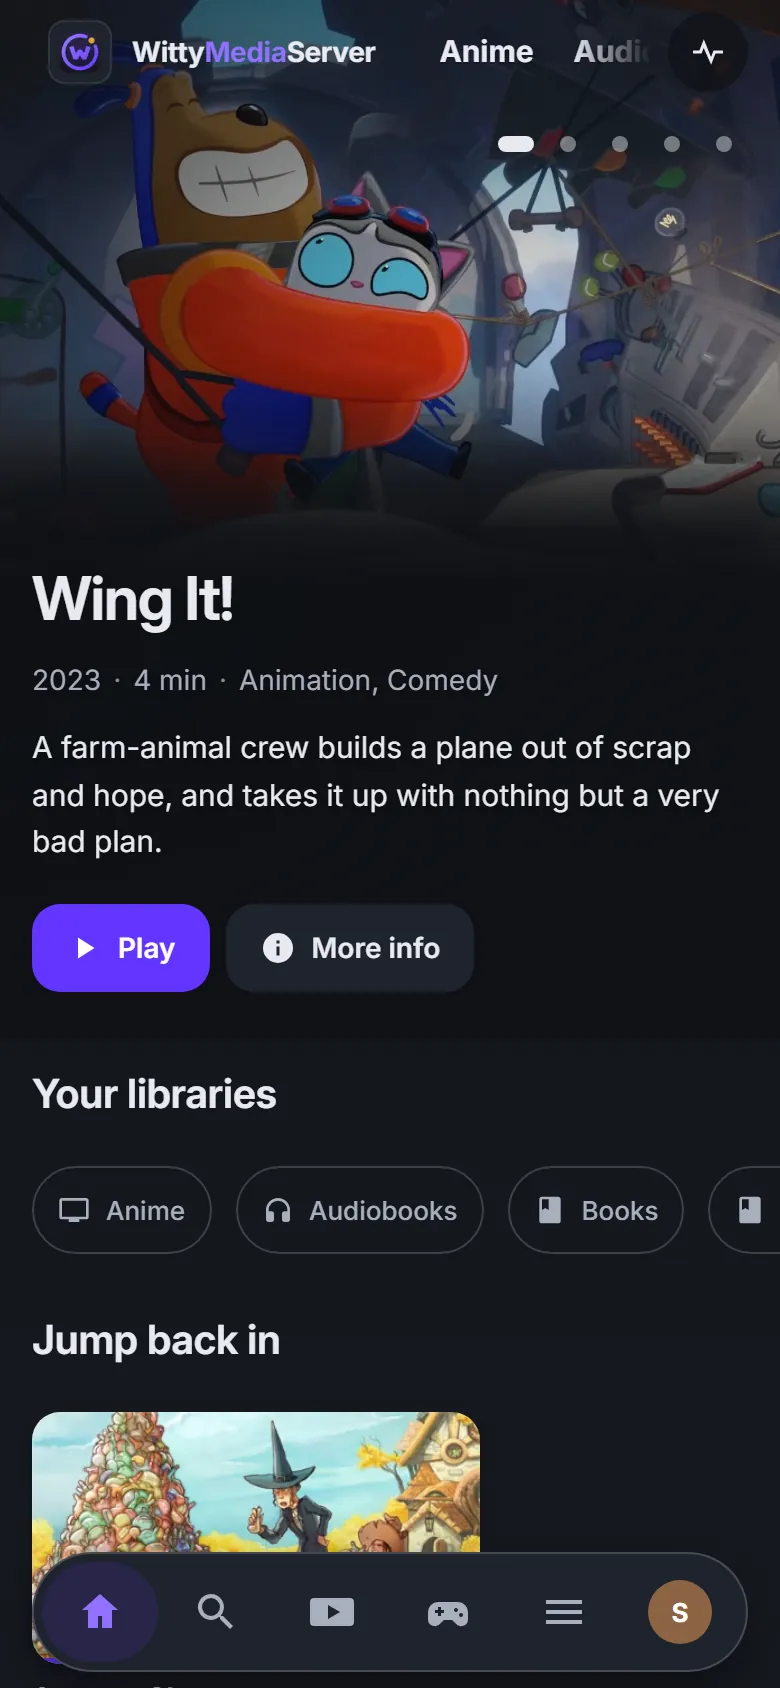 WittyMediaServer
Anime
Wing It!
2023 · 4 min · Animation, Comedy
A farm-animal crew builds a plane out of scrap
and hope, and takes it up with nothing but a very
bad plan.
Play
More info
Your libraries
Anime
Audiobooks
Books
Jump back in
S